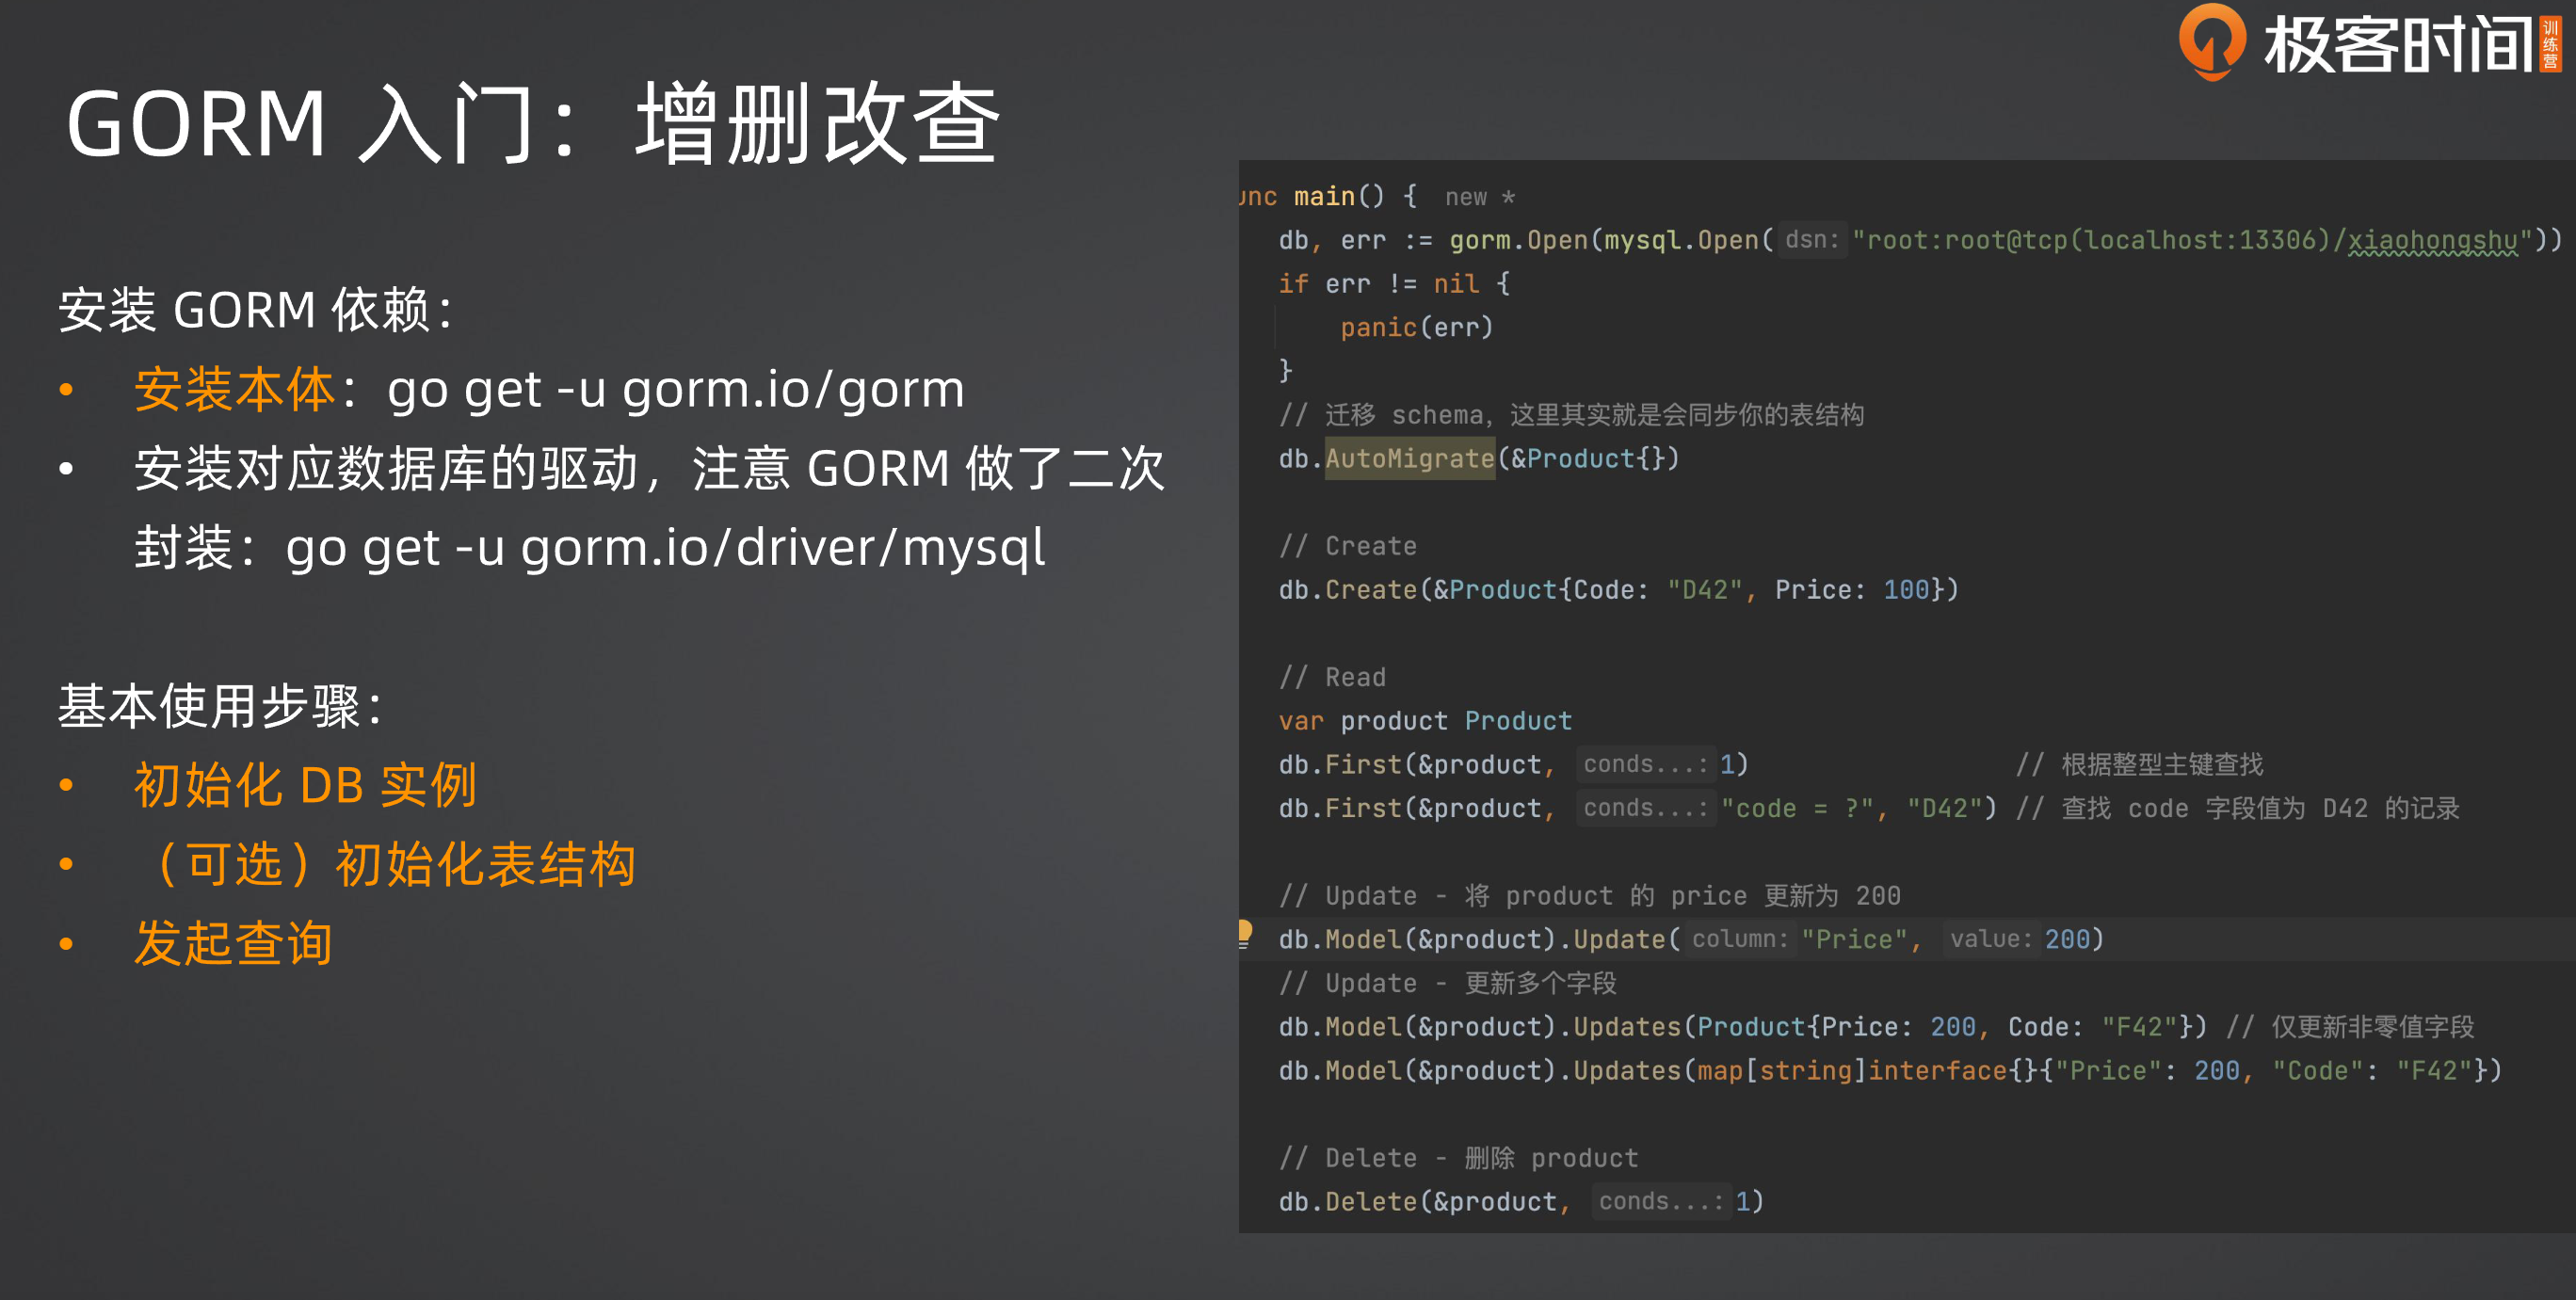 极客时间
训练营
GORM 入门：增删改查
安装 GORM 依赖：
• 安装本体：go get -u gorm.io/gorm
• 安装对应数据库的驱动，注意 GORM 做了二次
封装：go get -u gorm.io/driver/mysql
基本使用步骤：
• 初始化 DB 实例
• （可选）初始化表结构
• 发起查询
unc main() { new *
db, err := gorm.Open(mysql.Open( dsn: "root:root@tcp(localhost:13306)/xiaohongshu"))
if err != nil {
panic(err)
}
// 迁移 schema，这里其实就是会同步你的表结构
db.AutoMigrate(&Product{})
// Create
db.Create(&Product{Code: "D42", Price: 100})
// Read
var product Product
db.First(&product, conds...: 1) // 根据整型主键查找
db.First(&product, conds...: "code = ?", "D42") // 查找 code 字段值为 D42 的记录
// Update - 将 product 的 price 更新为 200
db.Model(&product).Update( column: "Price", value: 200)
// Update - 更新多个字段
db.Model(&product).Updates(Product{Price: 200, Code: "F42"}) // 仅更新非零值字段
db.Model(&product).Updates(map[string]interface{}{"Price": 200, "Code": "F42"})
// Delete - 删除 product
db.Delete(&product, conds...: 1)